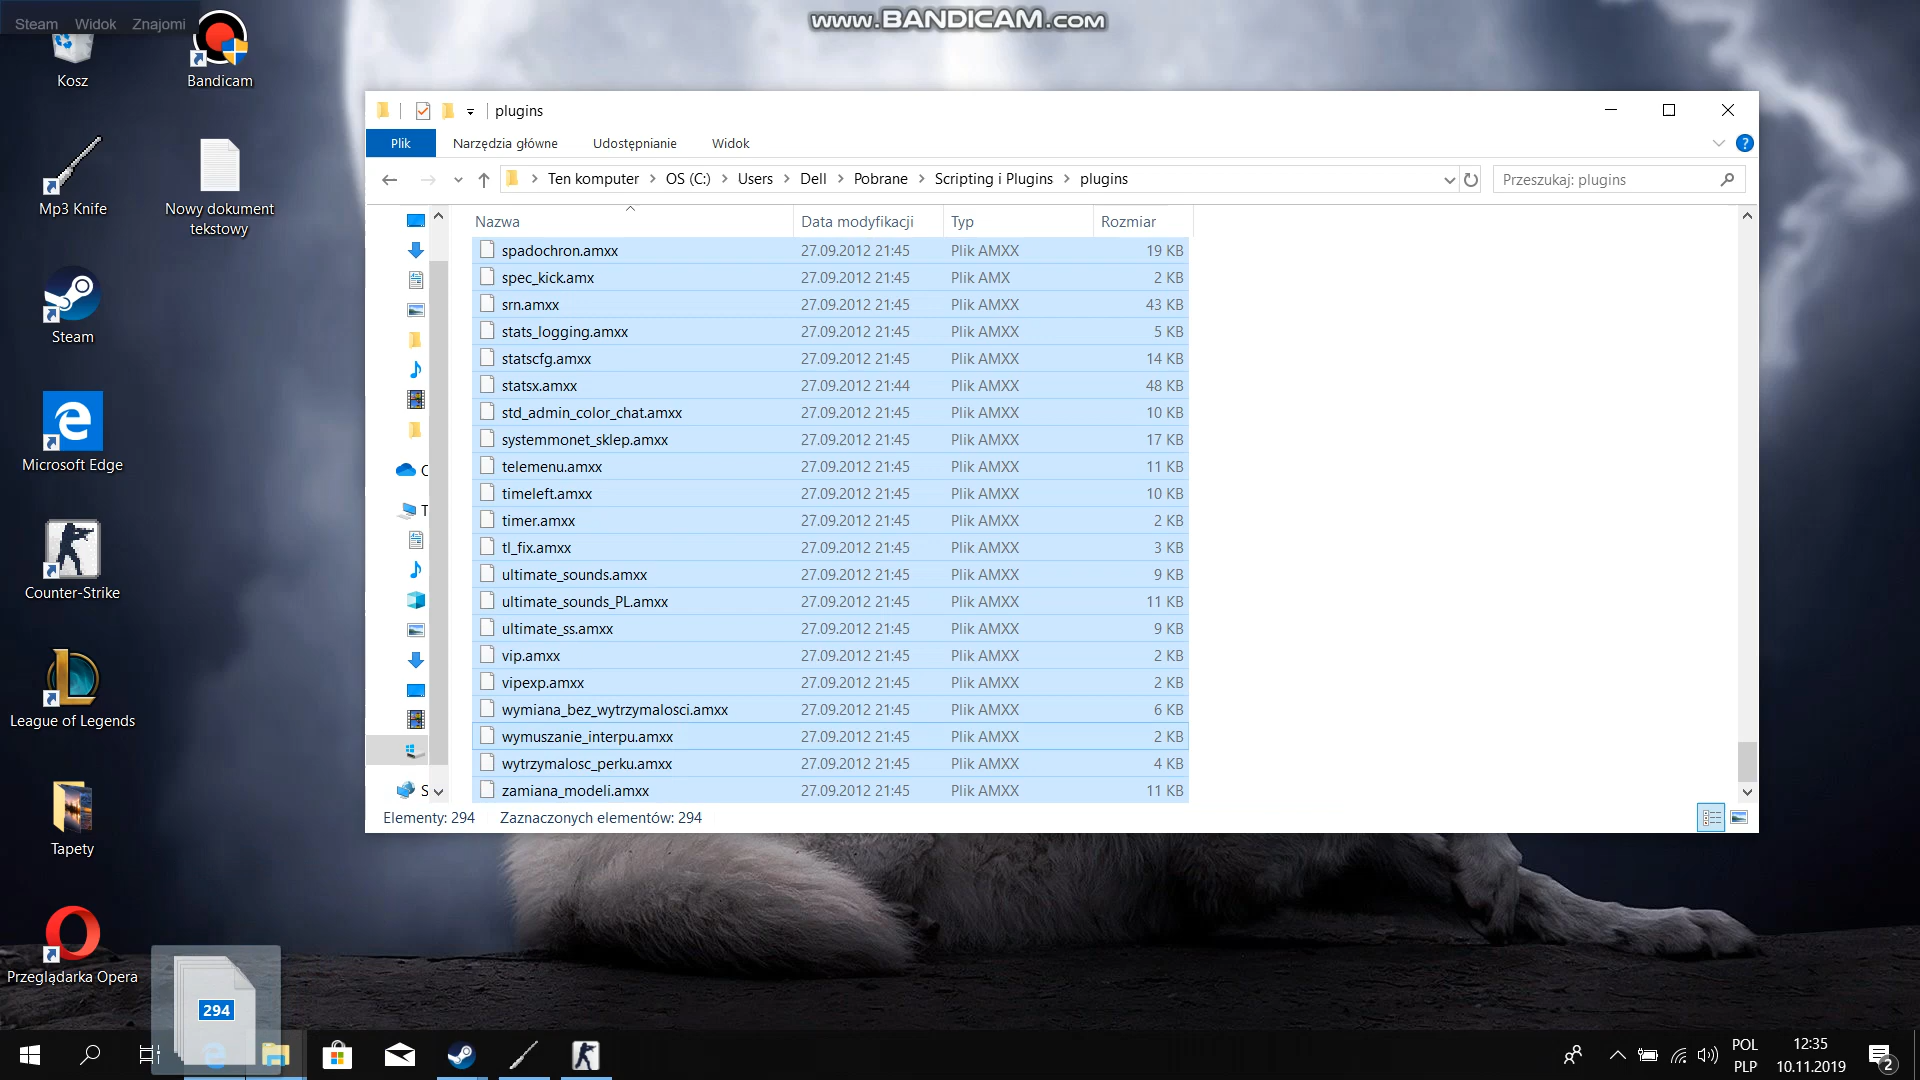 Steam Widok Znajomi
www.BANDICAM.com
Kosz
Bandicam
Mp3 Knife
Nowy dokument
tekstowy
Steam
Microsoft Edge
Counter-Strike
League of Legends
Tapety
Przeglądarka Opera
294
plugins
Plik Narzędzia główne Udostępnianie Widok
?
Ten komputer OS (C:) Users Dell Pobrane Scripting i Plugins plugins
Przeszukaj: plugins
Nazwa Data modyfikacji Typ Rozmiar
spadochron.amxx 27.09.2012 21:45 Plik AMXX 19 KB
spec_kick.amx 27.09.2012 21:45 Plik AMX 2 KB
srn.amxx 27.09.2012 21:45 Plik AMXX 43 KB
stats_logging.amxx 27.09.2012 21:45 Plik AMXX 5 KB
statscfg.amxx 27.09.2012 21:45 Plik AMXX 14 KB
statsx.amxx 27.09.2012 21:44 Plik AMXX 48 KB
std_admin_color_chat.amxx 27.09.2012 21:45 Plik AMXX 10 KB
systemmonet_sklep.amxx 27.09.2012 21:45 Plik AMXX 17 KB
telemenu.amxx 27.09.2012 21:45 Plik AMXX 11 KB
timeleft.amxx 27.09.2012 21:45 Plik AMXX 10 KB
timer.amxx 27.09.2012 21:45 Plik AMXX 2 KB
tl_fix.amxx 27.09.2012 21:45 Plik AMXX 3 KB
ultimate_sounds.amxx 27.09.2012 21:45 Plik AMXX 9 KB
ultimate_sounds_PL.amxx 27.09.2012 21:45 Plik AMXX 11 KB
ultimate_ss.amxx 27.09.2012 21:45 Plik AMXX 9 KB
vip.amxx 27.09.2012 21:45 Plik AMXX 2 KB
vipexp.amxx 27.09.2012 21:45 Plik AMXX 2 KB
wymiana_bez_wytrzymalosci.amxx 27.09.2012 21:45 Plik AMXX 6 KB
wymuszanie_interpu.amxx 27.09.2012 21:45 Plik AMXX 2 KB
wytrzymalosc_perku.amxx 27.09.2012 21:45 Plik AMXX 4 KB
zamiana_modeli.amxx 27.09.2012 21:45 Plik AMXX 11 KB
Elementy: 294 Zaznaczonych elementów: 294
POL
PLP
12:35
10.11.2019
2